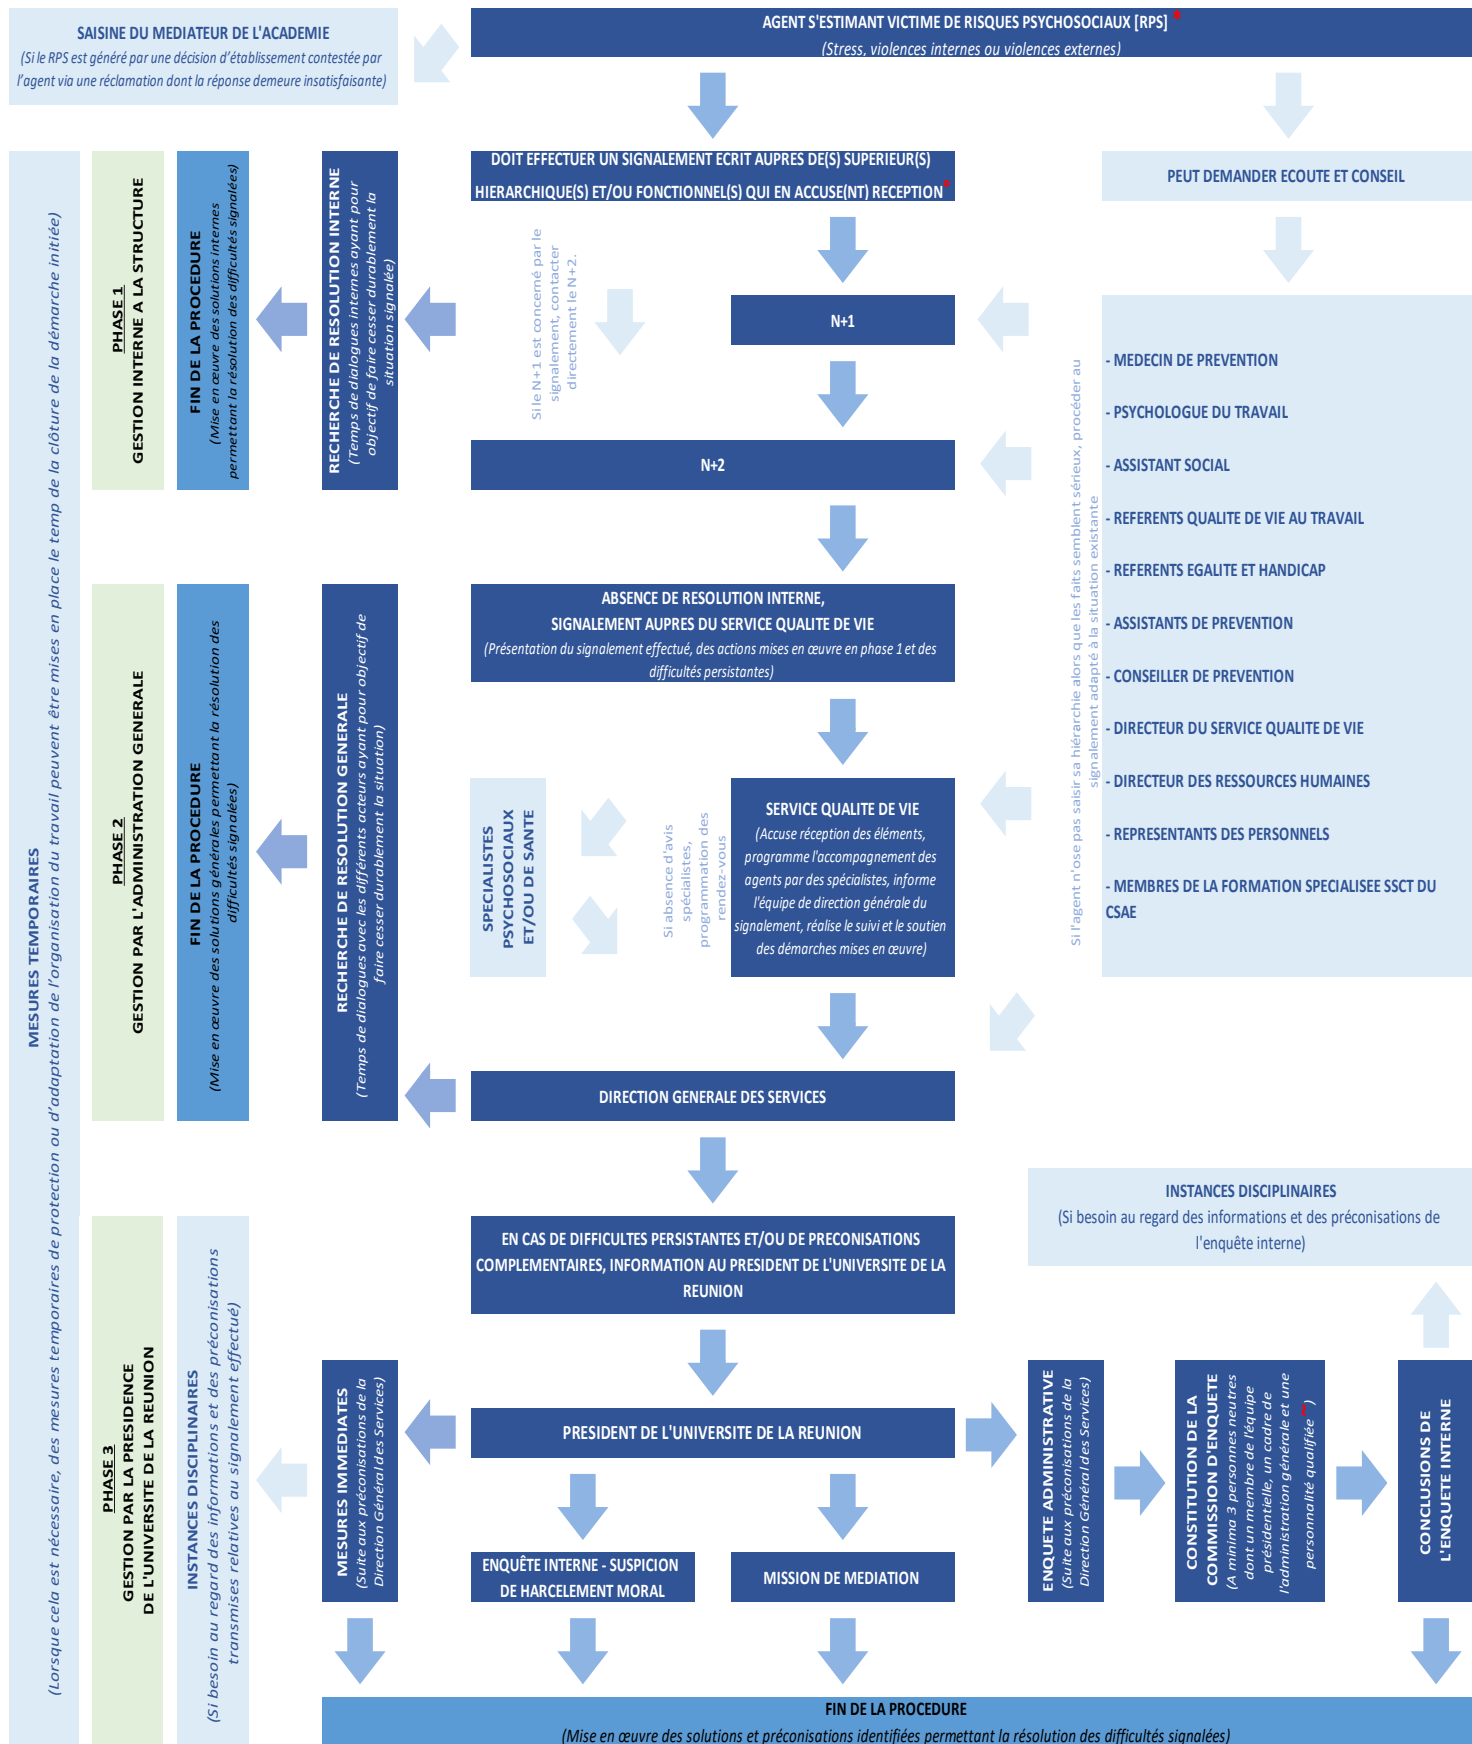 SAISINE DU MEDIATEUR DE L'ACADEMIE
(Si le RPS est généré par une décision d'établissement contestée par
l'agent via une réclamation dont la réponse demeure insatisfaisante)
AGENT S'ESTIMANT VICTIME DE RISQUES PSYCHOSOCIAUX [RPS] *
(Stress, violences internes ou violences externes)
MESURES TEMPORAIRES
(Lorsque cela est nécessaire, des mesures temporaires de protection ou d'adaptation de l'organisation du travail peuvent être mises en place le temp de la clôture de la démarche initiée)
PHASE 1
GESTION INTERNE A LA STRUCTURE
FIN DE LA PROCEDURE
(Mise en œuvre des solutions internes
permettant la résolution des difficultés signalées)
RECHERCHE DE RESOLUTION INTERNE
(Temps de dialogues internes ayant pour
objectif de faire cesser durablement la
situation signalée)
DOIT EFFECTUER UN SIGNALEMENT ECRIT AUPRES DE(S) SUPERIEUR(S)
HIERARCHIQUE(S) ET/OU FONCTIONNEL(S) QUI EN ACCUSE(NT) RECEPTION*
Si le N+1 est concerné par le
signalement, contacter
directement le N+2.
N+1
N+2
PEUT DEMANDER ECOUTE ET CONSEIL
Si l'agent n'ose pas saisir sa hiérarchie alors que les faits semblent sérieux, procéder au
signalement adapté à la situation existante
- MEDECIN DE PREVENTION
- PSYCHOLOGUE DU TRAVAIL
- ASSISTANT SOCIAL
- REFERENTS QUALITE DE VIE AU TRAVAIL
- REFERENTS EGALITE ET HANDICAP
- ASSISTANTS DE PREVENTION
- CONSEILLER DE PREVENTION
- DIRECTEUR DU SERVICE QUALITE DE VIE
- DIRECTEUR DES RESSOURCES HUMAINES
- REPRESENTANTS DES PERSONNELS
- MEMBRES DE LA FORMATION SPECIALISEE SSCT DU
CSAE
PHASE 2
GESTION PAR L'ADMINISTRATION GENERALE
FIN DE LA PROCEDURE
(Mise en œuvre des solutions générales permettant la résolution des
difficultés signalées)
RECHERCHE DE RESOLUTION GENERALE
(Temps de dialogues avec les différents acteurs ayant pour objectif de
faire cesser durablement la situation)
ABSENCE DE RESOLUTION INTERNE,
SIGNALEMENT AUPRES DU SERVICE QUALITE DE VIE
(Présentation du signalement effectué, des actions mises en œuvre en phase 1 et des
difficultés persistantes)
SPECIALISTES
PSYCHOSOCIAUX
ET/OU DE SANTE
Si absence d'avis
spécialistes,
programmation des
rendez-vous
SERVICE QUALITE DE VIE
(Accuse réception des éléments,
programme l'accompagnement des
agents par des spécialistes, informe
l'équipe de direction générale du
signalement, réalise le suivi et le soutien
des démarches mises en œuvre)
DIRECTION GENERALE DES SERVICES
PHASE 3
GESTION PAR LA PRESIDENCE
DE L'UNIVERSITE DE LA REUNION
INSTANCES DISCIPLINAIRES
(Si besoin au regard des informations et des préconisations
transmises relatives au signalement effectué)
EN CAS DE DIFFICULTES PERSISTANTES ET/OU DE PRECONISATIONS
COMPLEMENTAIRES, INFORMATION AU PRESIDENT DE L'UNIVERSITE DE LA
REUNION
INSTANCES DISCIPLINAIRES
(Si besoin au regard des informations et des préconisations de
l'enquête interne)
MESURES IMMEDIATES
(Suite aux préconisations de la
Direction Général des Services)
PRESIDENT DE L'UNIVERSITE DE LA REUNION
ENQUÊTE INTERNE - SUSPICION
DE HARCELEMENT MORAL
MISSION DE MEDIATION
ENQUETE ADMINISTRATIVE
(Suite aux préconisations de la
Direction Général des Services)
CONSTITUTION DE LA
COMMISSION D'ENQUETE
(A minima 3 personnes neutres
dont un membre de l'équipe
présidentielle, un cadre de
l'administration générale et une
personnalité qualifiée )
CONCLUSIONS DE
L'ENQUETE INTERNE
FIN DE LA PROCEDURE
(Mise en œuvre des solutions et préconisations identifiées permettant la résolution des difficultés signalées)